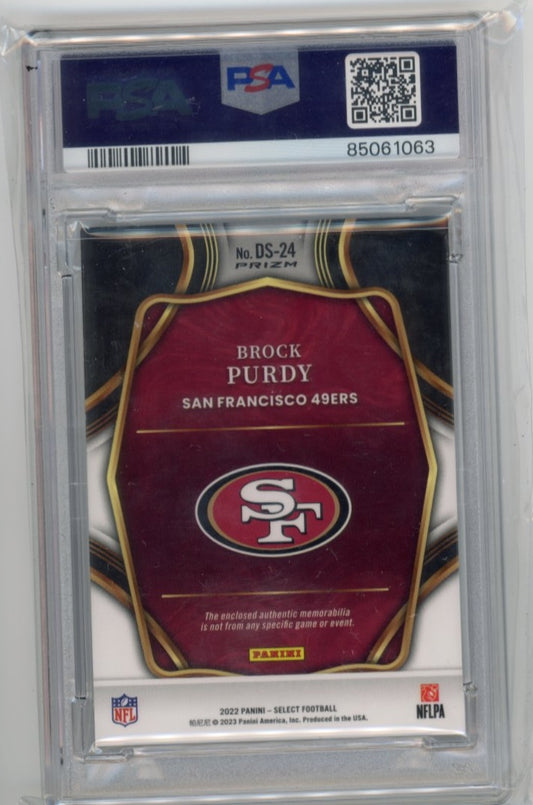 PSA
PSA
85061063
No. DS-24
PRIZM
BROCK
PURDY
SAN FRANCISCO 49ERS
SF
The enclosed authentic memorabilia
is not from any specific game or event.
PANINI
NFL
NFLPA
2022 PANINI – SELECT FOOTBALL
帕尼尼 © 2023 Panini America, Inc. Produced in the USA.